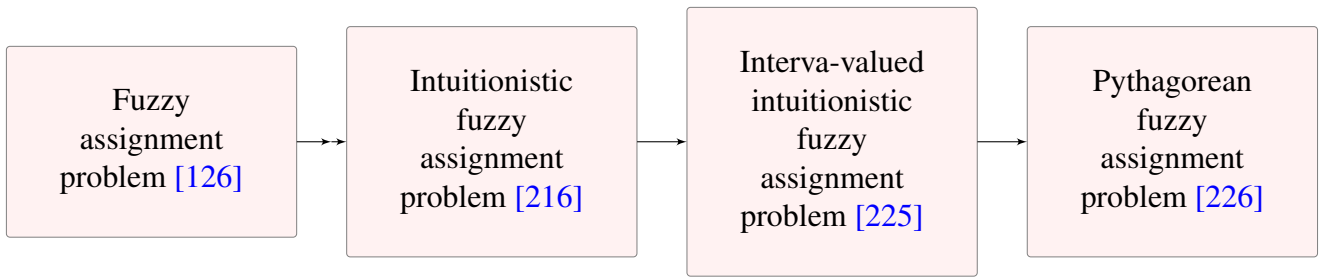 Fuzzy
assignment
problem [126]
Intuitionistic
fuzzy
assignment
problem [216]
Interva-valued
intuitionistic
fuzzy
assignment
problem [225]
Pythagorean
fuzzy
assignment
problem [226]